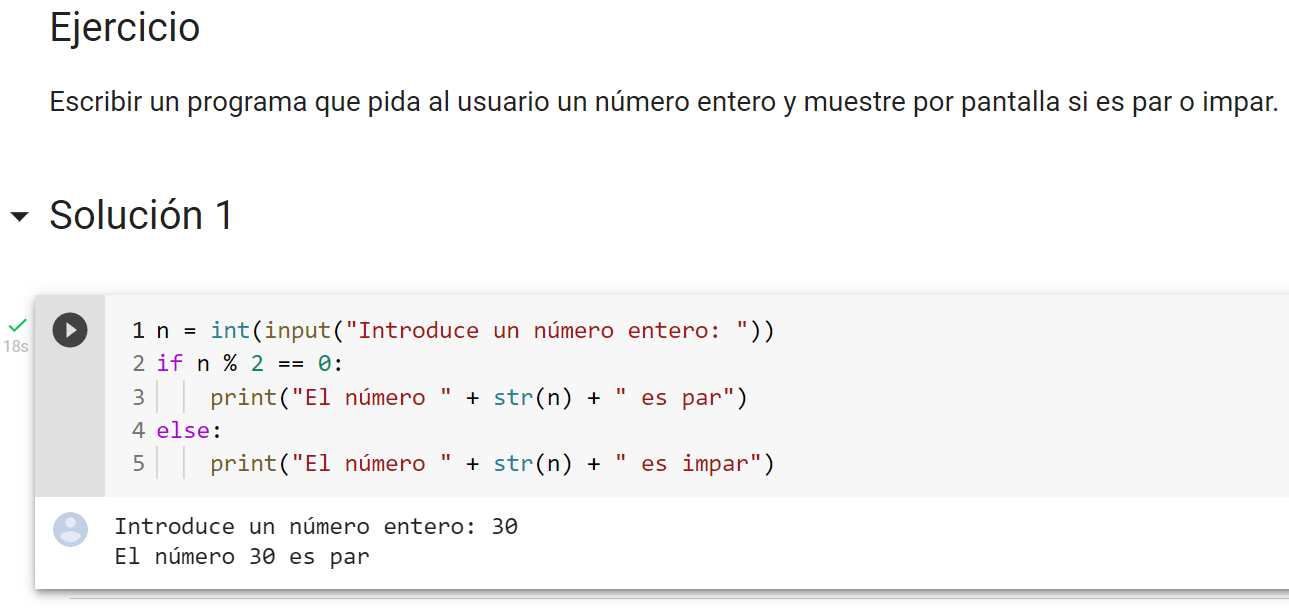 Ejercicio
Escribir un programa que pida al usuario un número entero y muestre por pantalla si es par o impar.
Solución 1
18s
1 n = int(input("Introduce un número entero: "))
2 if n % 2 == 0:
3     print("El número " + str(n) + " es par")
4 else:
5     print("El número " + str(n) + " es impar")
Introduce un número entero: 30
El número 30 es par